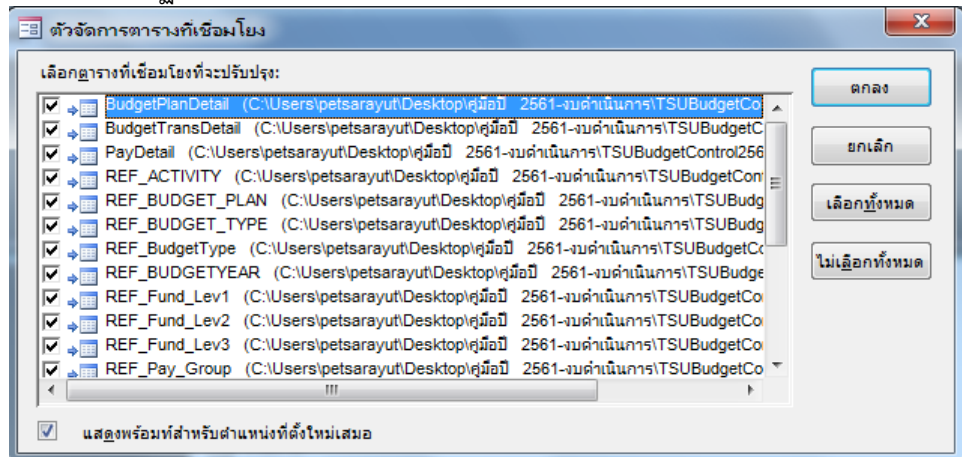 ตัวจัดการตารางที่เชื่อมโยง
เลือกตารางที่เชื่อมโยงที่จะปรับปรุง:
BudgetPlanDetail (C:\Users\petsarayut\Desktop\คู่มือปี 2561-งบดำเนินการ\TSUBudgetCo
BudgetTransDetail (C:\Users\petsarayut\Desktop\คู่มือปี 2561-งบดำเนินการ\TSUBudgetC
PayDetail (C:\Users\petsarayut\Desktop\คู่มือปี 2561-งบดำเนินการ\TSUBudgetControl256
REF_ACTIVITY (C:\Users\petsarayut\Desktop\คู่มือปี 2561-งบดำเนินการ\TSUBudgetCon
REF_BUDGET_PLAN (C:\Users\petsarayut\Desktop\คู่มือปี 2561-งบดำเนินการ\TSUBudg
REF_BUDGET_TYPE (C:\Users\petsarayut\Desktop\คู่มือปี 2561-งบดำเนินการ\TSUBudg
REF_BudgetType (C:\Users\petsarayut\Desktop\คู่มือปี 2561-งบดำเนินการ\TSUBudgetCo
REF_BUDGETYEAR (C:\Users\petsarayut\Desktop\คู่มือปี 2561-งบดำเนินการ\TSUBudge
REF_Fund_Lev1 (C:\Users\petsarayut\Desktop\คู่มือปี 2561-งบดำเนินการ\TSUBudgetCo
REF_Fund_Lev2 (C:\Users\petsarayut\Desktop\คู่มือปี 2561-งบดำเนินการ\TSUBudgetCo
REF_Fund_Lev3 (C:\Users\petsarayut\Desktop\คู่มือปี 2561-งบดำเนินการ\TSUBudgetCo
REF_Pay_Group (C:\Users\petsarayut\Desktop\คู่มือปี 2561-งบดำเนินการ\TSUBudgetCo
ตกลง
ยกเลิก
เลือกทั้งหมด
ไม่เลือกทั้งหมด
แสดงพร้อมท์สำหรับตำแหน่งที่ตั้งใหม่เสมอ